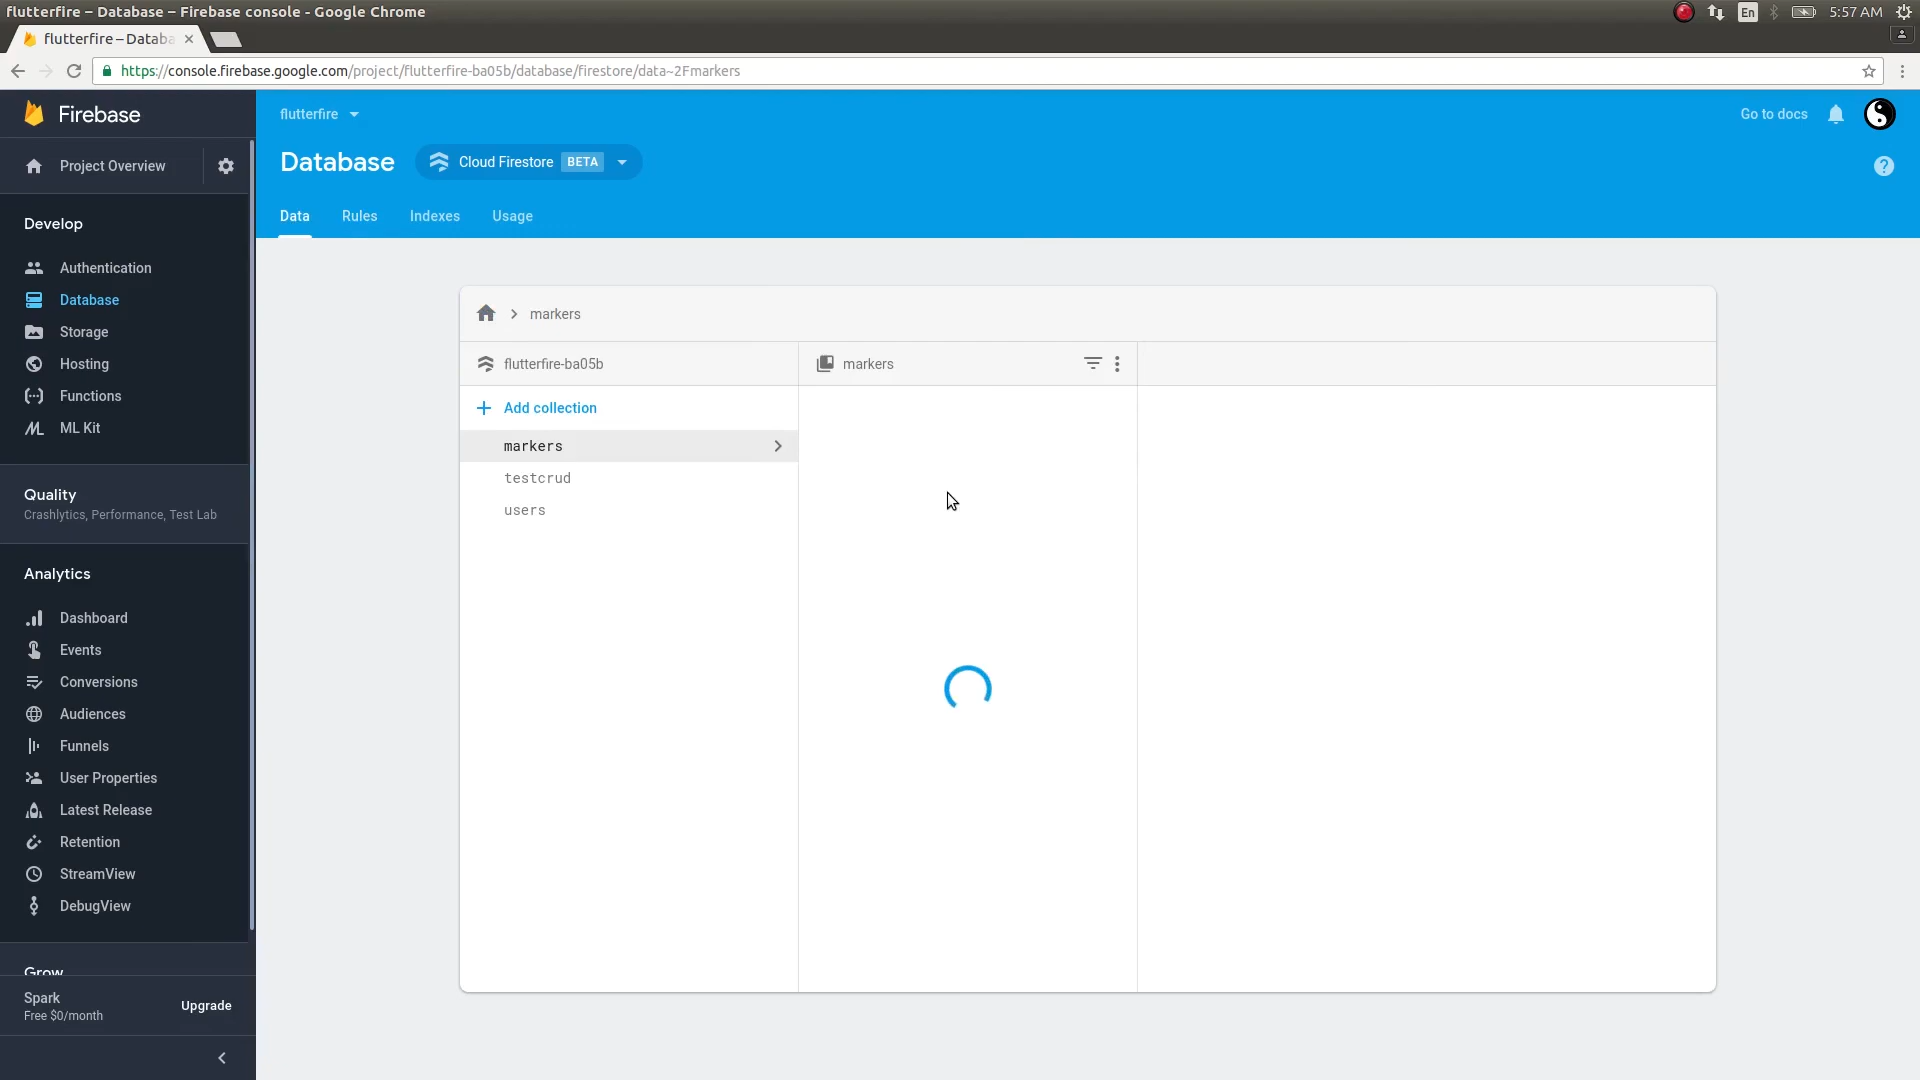 flutterfire – Database – Firebase console - Google Chrome
En
5:57 AM
flutterfire – Databa
https://console.firebase.google.com/project/flutterfire-ba05b/database/firestore/data~2Fmarkers
Firebase
flutterfire
Go to docs
Project Overview
Database
Cloud Firestore BETA
Data
Rules
Indexes
Usage
Develop
Authentication
Database
Storage
Hosting
Functions
ML Kit
Quality
Crashlytics, Performance, Test Lab
Analytics
Dashboard
Events
Conversions
Audiences
Funnels
User Properties
Latest Release
Retention
StreamView
DebugView
Grow
Spark
Free $0/month
Upgrade
markers
flutterfire-ba05b
markers
Add collection
markers
testcrud
users